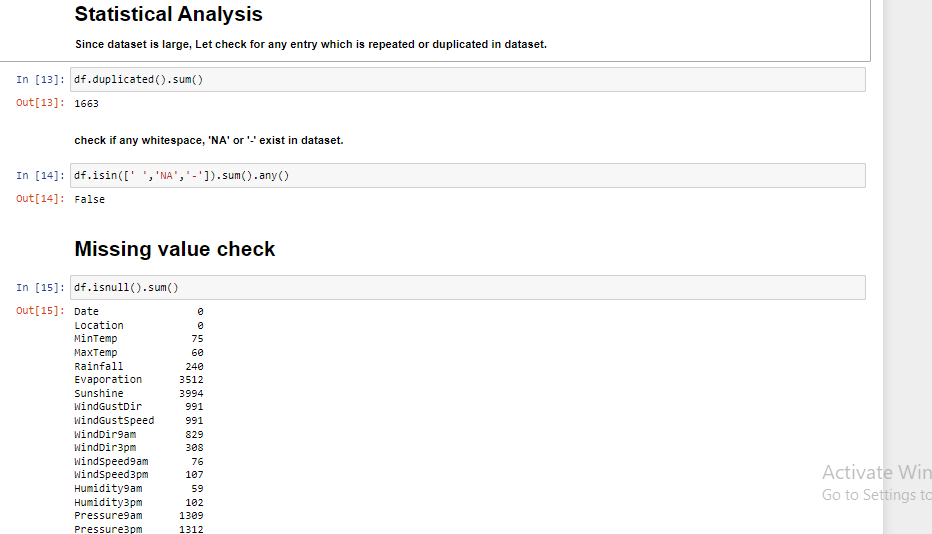 Statistical Analysis
Since dataset is large, Let check for any entry which is repeated or duplicated in dataset.
In [13]: df.duplicated().sum()
Out[13]: 1663
check if any whitespace, 'NA' or '-' exist in dataset.
In [14]: df.isin([' ','NA','-']).sum().any()
Out[14]: False
Missing value check
In [15]: df.isnull().sum()
Out[15]: Date 0
Location 0
MinTemp 75
MaxTemp 60
Rainfall 240
Evaporation 3512
Sunshine 3994
WindGustDir 991
WindGustSpeed 991
WindDir9am 829
WindDir3pm 308
WindSpeed9am 76
WindSpeed3pm 107
Humidity9am 59
Humidity3pm 102
Pressure9am 1309
Pressure3pm 1312
Activate Win
Go to Settings to